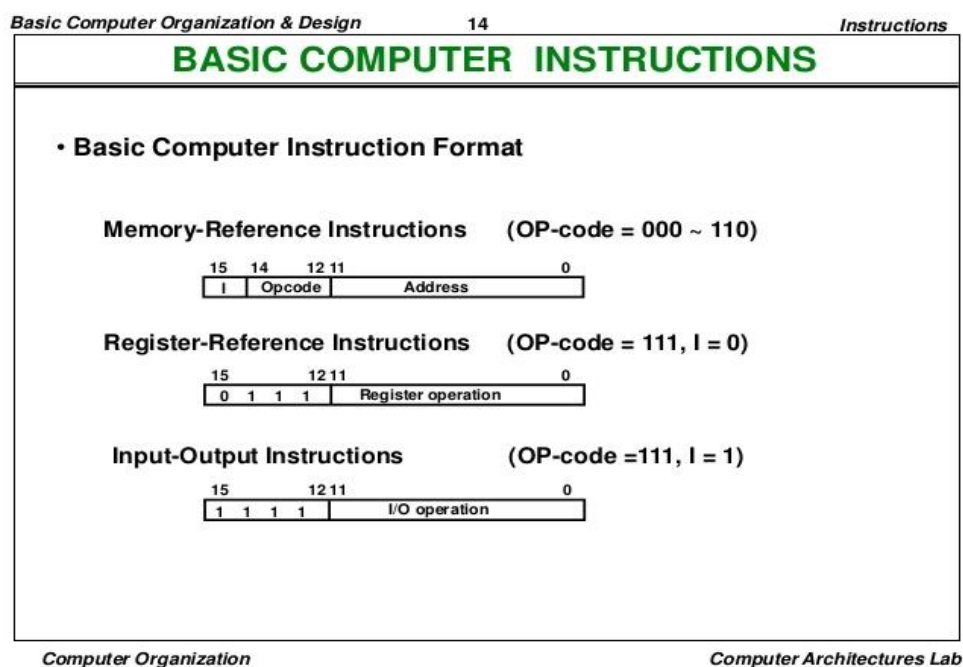 Basic Computer Organization & Design 14 Instructions
BASIC COMPUTER INSTRUCTIONS
• Basic Computer Instruction Format
Memory-Reference Instructions (OP-code = 000 ~ 110)
15 14 12 11 0
I Opcode Address
Register-Reference Instructions (OP-code = 111, I = 0)
15 12 11 0
0 1 1 1 Register operation
Input-Output Instructions (OP-code =111, I = 1)
15 12 11 0
1 1 1 1 I/O operation
Computer Organization Computer Architectures Lab